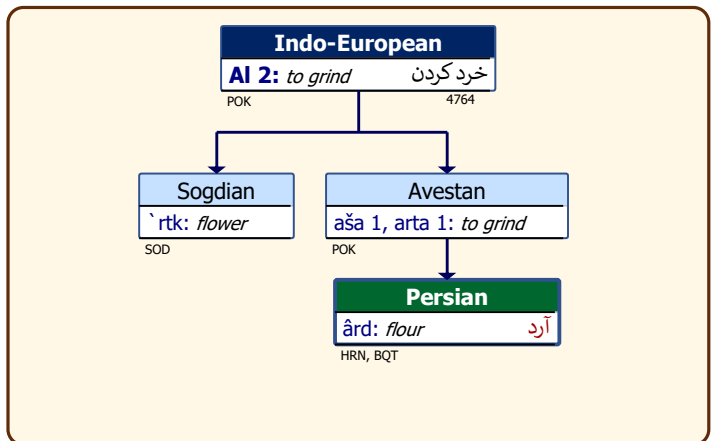 Indo-European
Al 2: to grind خرد کردن
POK 4764
Sogdian
`rtk: flower
SOD
Avestan
aša 1, arta 1: to grind
POK
Persian
ârd: flour آرد
HRN, BQT